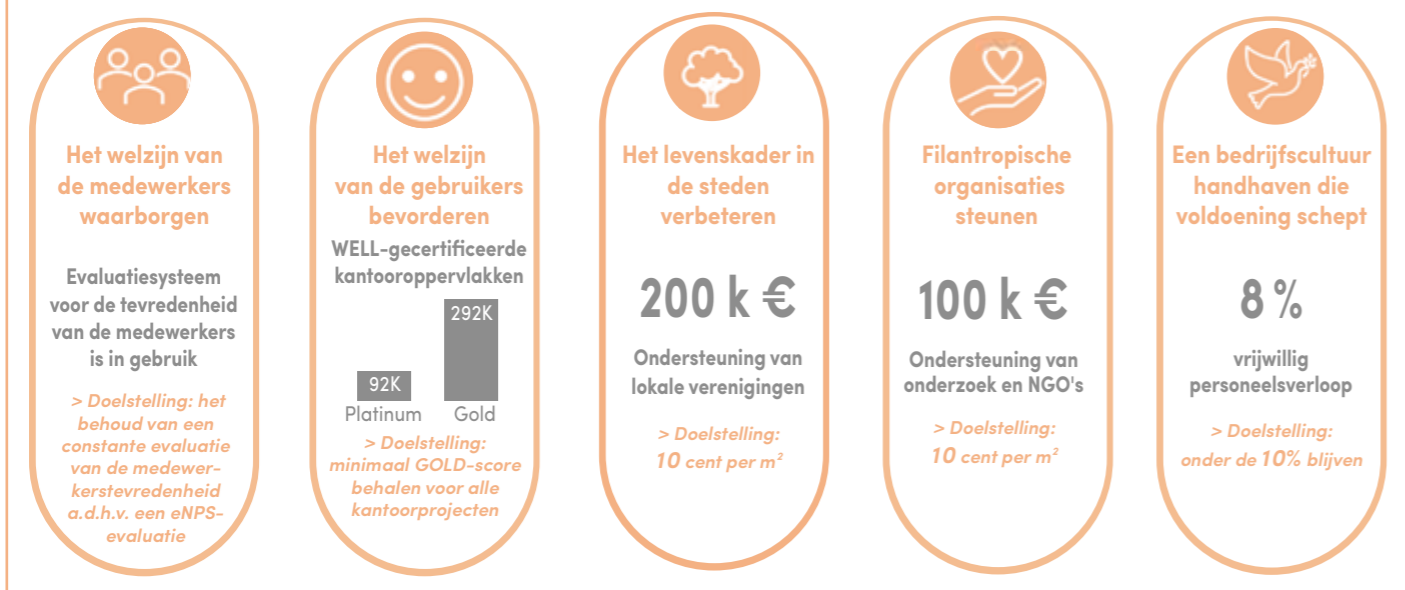 Het welzijn van
de medewerkers
waarborgen
Evaluatiesysteem
voor de tevredenheid
van de medewerkers
is in gebruik
> Doelstelling: het
behoud van een
constante evaluatie
van de medewer-
kerstevredenheid
a.d.h.v. een eNPS-
evaluatie
Het welzijn
van de gebruikers
bevorderen
WELL-gecertificeerde
kantooroppervlakken
292K
92K
Platinum Gold
> Doelstelling:
minimaal GOLD-score
behalen voor alle
kantoorprojecten
Het levenskader in
de steden
verbeteren
200 k €
Ondersteuning van
lokale verenigingen
> Doelstelling:
10 cent per m²
Filantropische
organisaties
steunen
100 k €
Ondersteuning van
onderzoek en NGO's
> Doelstelling:
10 cent per m²
Een bedrijfscultuur
handhaven die
voldoening schept
8 %
vrijwillig
personeelsverloop
> Doelstelling:
onder de 10% blijven